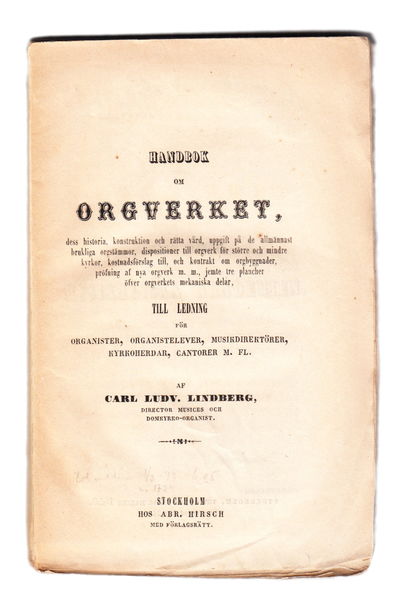 HANDBOK
OM
ORGVERKET,
dess historia, konstruktion och rätta vård, uppgift på de allmännast
brukliga orgstämmor, dispositioner till orgverk för större och mindre
kyrkor, kostnadsförslag till, och kontrakt om orgbyggnader,
pröfning af nya orgverk m. m., jemte tre plancher
öfver orgverkets mekaniska delar,
TILL LEDNING
FÖR
ORGANISTER, ORGANISTELEVER, MUSIKDIREKTÖRER,
KYRKOHERDAR, CANTORER M. FL.
AF
CARL LUDV. LINDBERG,
DIRECTOR MUSICES OCH
DOMKYRKO-ORGANIST.
STOCKHOLM
HOS ABR. HIRSCH
MED FÖRLAGSRÄTT.